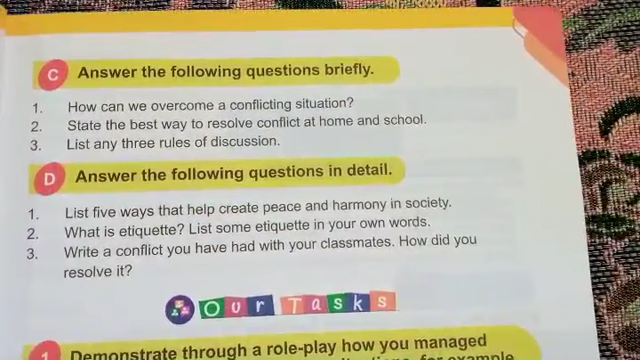 C Answer the following questions briefly.
1. How can we overcome a conflicting situation?
2. State the best way to resolve conflict at home and school.
3. List any three rules of discussion.
D Answer the following questions in detail.
1. List five ways that help create peace and harmony in society.
2. What is etiquette? List some etiquette in your own words.
3. Write a conflict you have had with your classmates. How did you
resolve it?
Our Tasks
1 Demonstrate through a role-play how you managed
for example